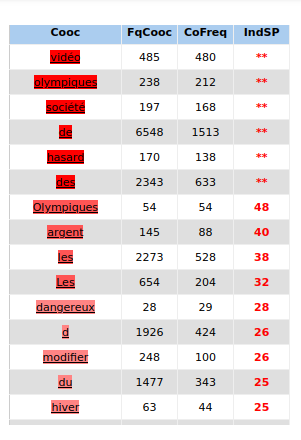 Cooc FqCooc CoFreq IndSP
vidéo 485 480 **
olympiques 238 212 **
société 197 168 **
de 6548 1513 **
hasard 170 138 **
des 2343 633 **
Olympiques 54 54 48
argent 145 88 40
les 2273 528 38
Les 654 204 32
dangereux 28 29 28
d 1926 424 26
modifier 248 100 26
du 1477 343 25
hiver 63 44 25